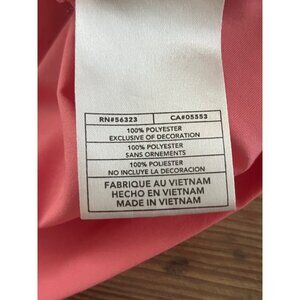 RN#56323 CA#05553
100% POLYESTER
EXCLUSIVE OF DECORATION
100% POLYESTER
SANS ORNEMENTS
100% POLIESTER
NO INCLUYE LA DECORACION
FABRIQUE AU VIETNAM
HECHO EN VIETNAM
MADE IN VIETNAM